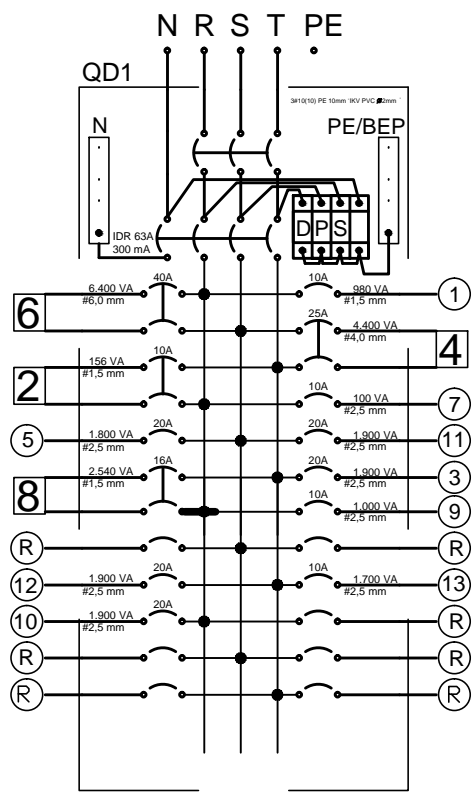 N R S T PE
QD1
3#10(10) PE 10mm
N
PE/BEP
IDR 63A
300 mA
D P S
40A 10A
6.400 VA 980 VA
#6,0 mm #1,5 mm
6 1
25A
4.400 VA
#4,0 mm
4
10A
156 VA
#1,5 mm
2
10A
100 VA
#2,5 mm
7
20A 20A
5 1.800 VA 1.900 VA 11
#2,5 mm #2,5 mm
16A 20A
2.540 VA 1.900 VA 3
#1,5 mm #2,5 mm
8
10A
1.000 VA 9
#2,5 mm
R R
20A 10A
12 1.900 VA 1.700 VA 13
#2,5 mm #2,5 mm
20A
10 1.900 VA R
#2,5 mm
R R
R R